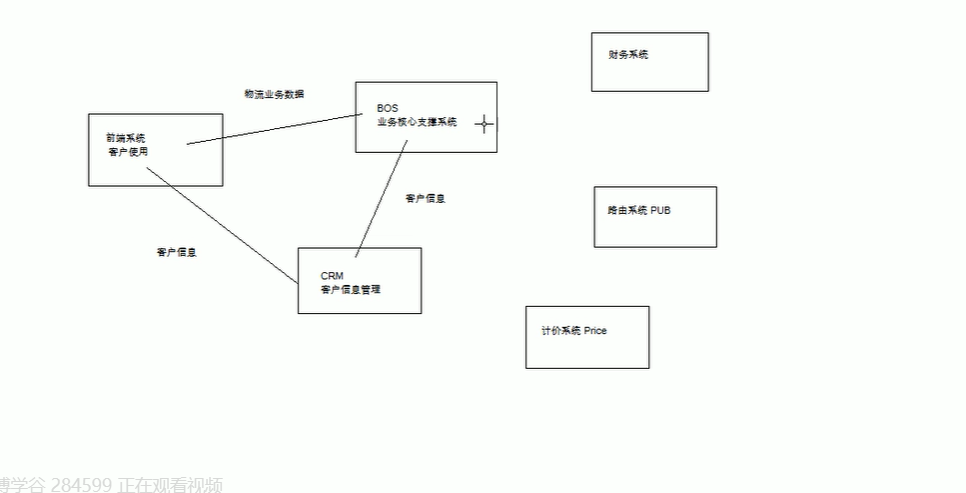 财务系统
物流业务数据
BOS
业务核心支撑系统
前端系统
客户使用
客户信息
路由系统 PUB
客户信息
CRM
客户信息管理
计价系统 Price
博学谷 284599 正在观看视频